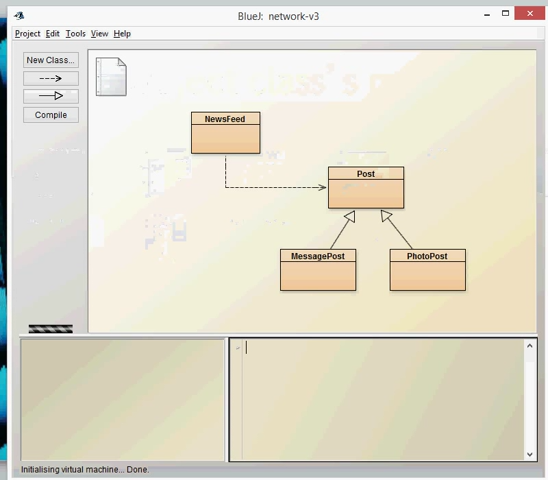 BlueJ: network-v3
Project Edit Tools View Help
New Class...
Compile
NewsFeed
Post
MessagePost
PhotoPost
Initialising virtual machine... Done.